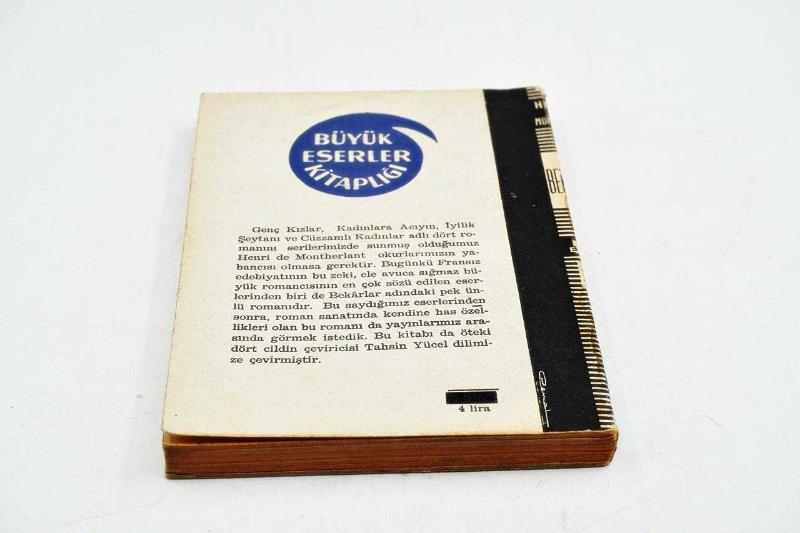 BÜYÜK
ESERLER
KİTAPLIĞI
Genç Kızlar, Kadınlara Acıyın, İyilik
Şeytanı ve Cüzzamlı Kadınlar adlı dört ro-
manını serilerimizde sunmuş olduğumuz
Henri de Montherlant okurlarımızın ya-
bancısı olmasa gerektir. Bugünkü Fransız
edebiyatının bu zeki, ele avuca sığmaz bü-
yük romancısının en çok sözü edilen eser-
lerinden biri de Bekârlar adındaki pek ün-
lü romanıdır. Bu saydığımız eserlerinden
sonra, roman sanatında kendine has özel-
likleri olan bu romanı da yayınlarımız ara-
sında görmek istedik. Bu kitabı da öteki
dört cildin çeviricisi Tahsin Yücel dilimi-
ze çevirmiştir.
4 lira